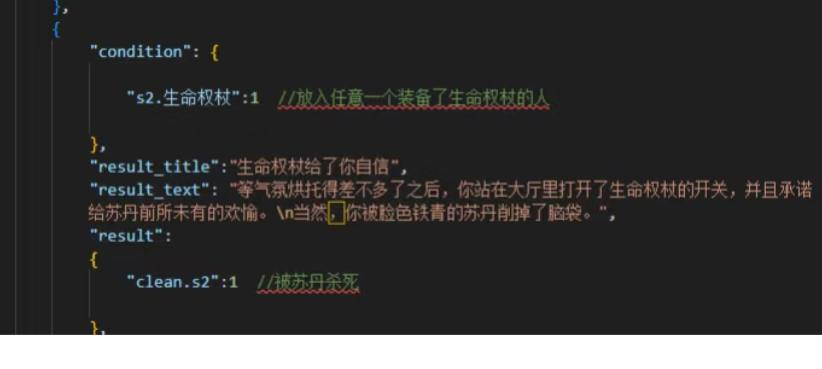 },
{
"condition": {
"s2.生命权杖":1  //放入任意一个装备了生命权杖的人
},
"result_title":"生命权杖给了你自信",
"result_text": "等气氛烘托得差不多了之后，你站在大厅里打开了生命权杖的开关，并且承诺
给苏丹前所未有的欢愉。\n当然，你被脸色铁青的苏丹削掉了脑袋。",
"result":
{
"clean.s2":1  //被苏丹杀死
},